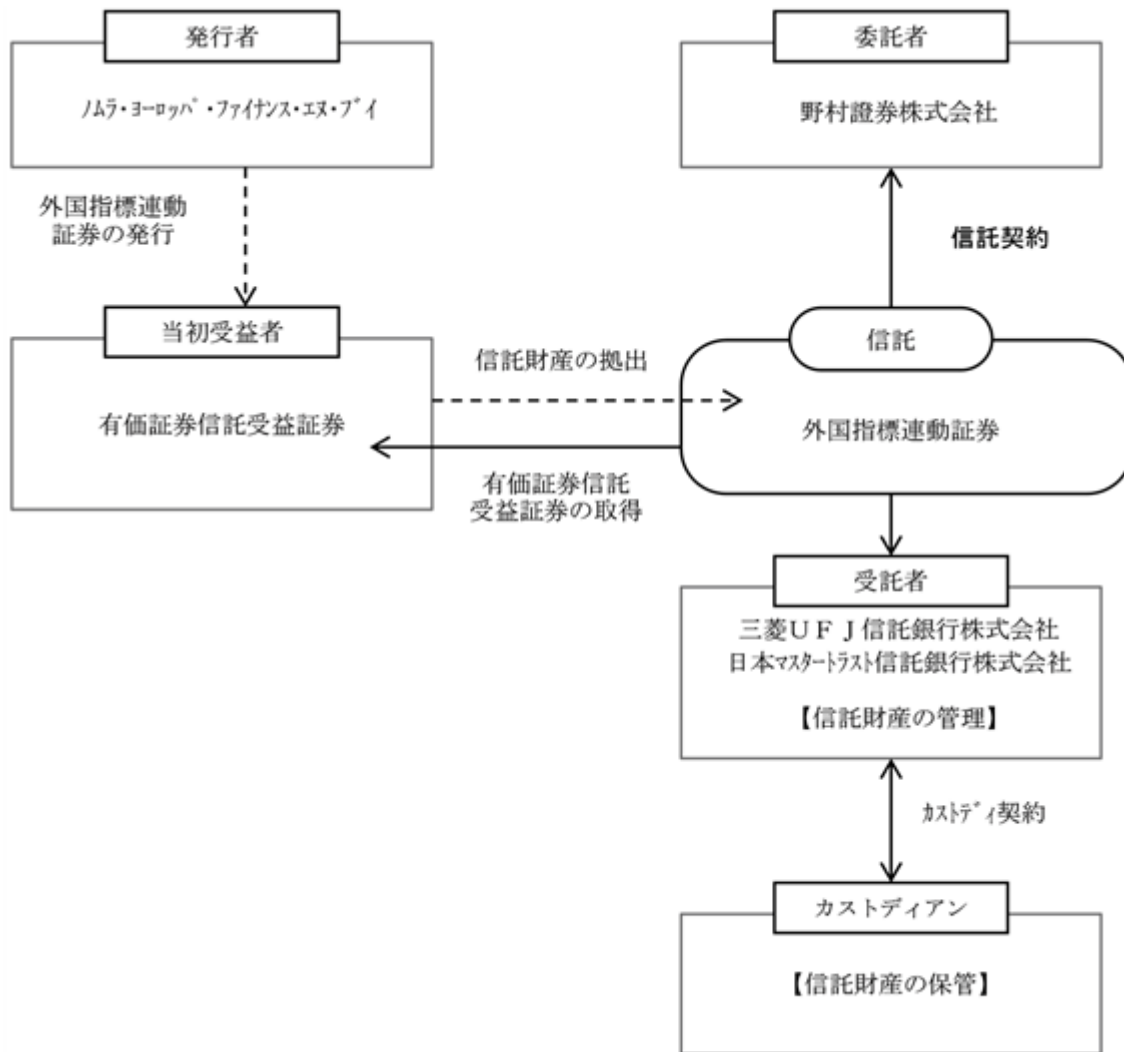 発行者
ﾉﾑﾗ・ﾖｰﾛｯﾊﾟ・ﾌｧｲﾅﾝｽ・ｴﾇ・ﾌﾞｲ
委託者
野村證券株式会社
外国指標連動
証券の発行
信託契約
当初受益者
有価証券信託受益証券
信託財産の拠出
有価証券信託
受益証券の取得
信託
外国指標連動証券
受託者
三菱ＵＦＪ信託銀行株式会社
日本ﾏｽﾀｰﾄﾗｽﾄ信託銀行株式会社
【信託財産の管理】
ｶｽﾄﾃﾞｨ契約
カストディアン
【信託財産の保管】